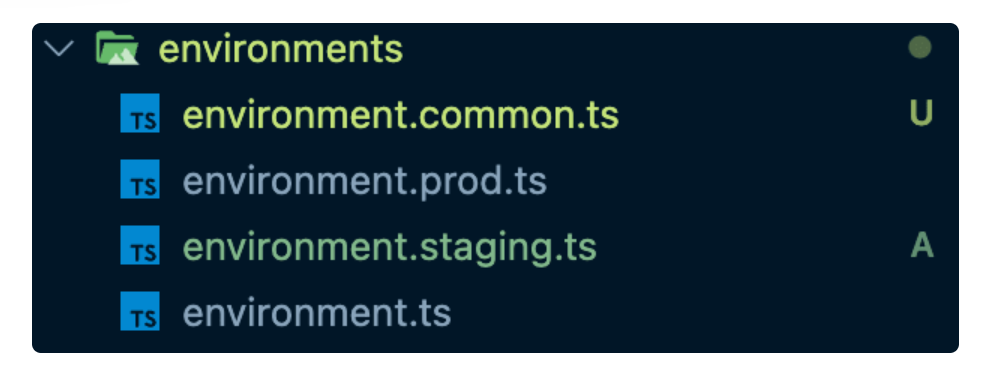 environments
TS environment.common.ts U
TS environment.prod.ts
TS environment.staging.ts A
TS environment.ts